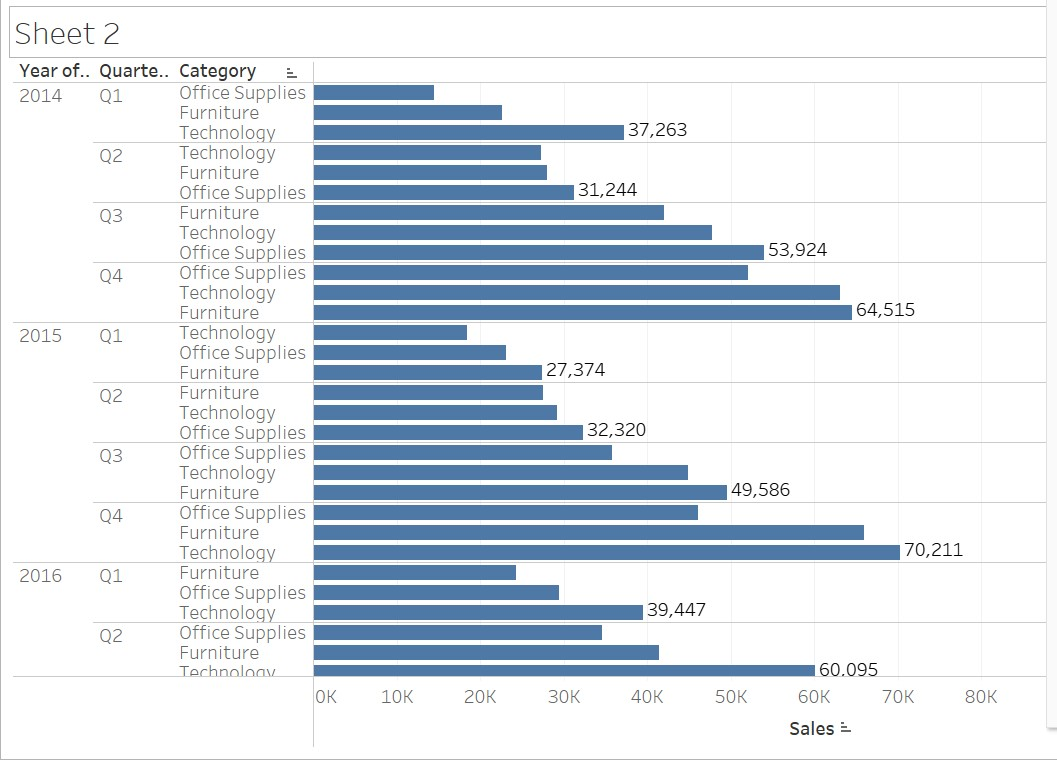 Sheet 2
Year of.. Quarte.. Category
2014 Q1 Office Supplies
Furniture
Technology 37,263
Q2 Technology
Furniture
Office Supplies 31,244
Q3 Furniture
Technology
Office Supplies 53,924
Q4 Office Supplies
Technology
Furniture 64,515
2015 Q1 Technology
Office Supplies
Furniture 27,374
Q2 Furniture
Technology
Office Supplies 32,320
Q3 Office Supplies
Technology
Furniture 49,586
Q4 Office Supplies
Furniture
Technology 70,211
2016 Q1 Furniture
Office Supplies
Technology 39,447
Q2 Office Supplies
Furniture
Technology 60,095
0K 10K 20K 30K 40K 50K 60K 70K 80K
Sales